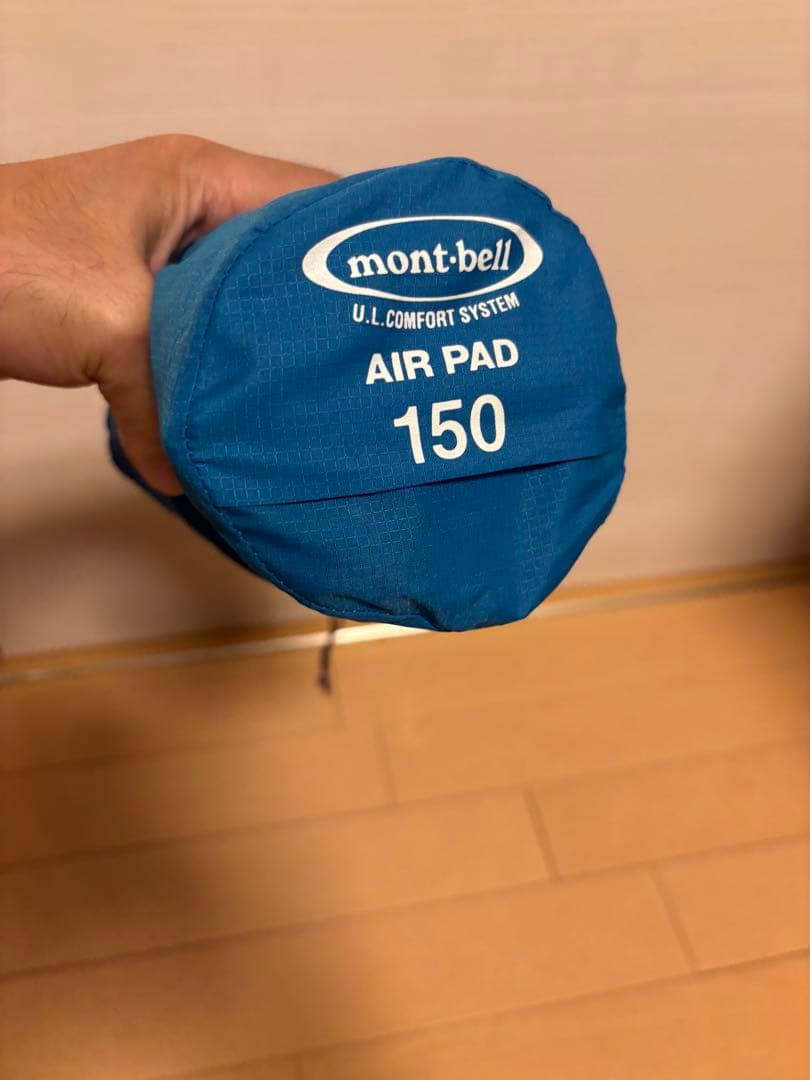 mont·bell
U.L.COMFORT SYSTEM
AIR PAD
150